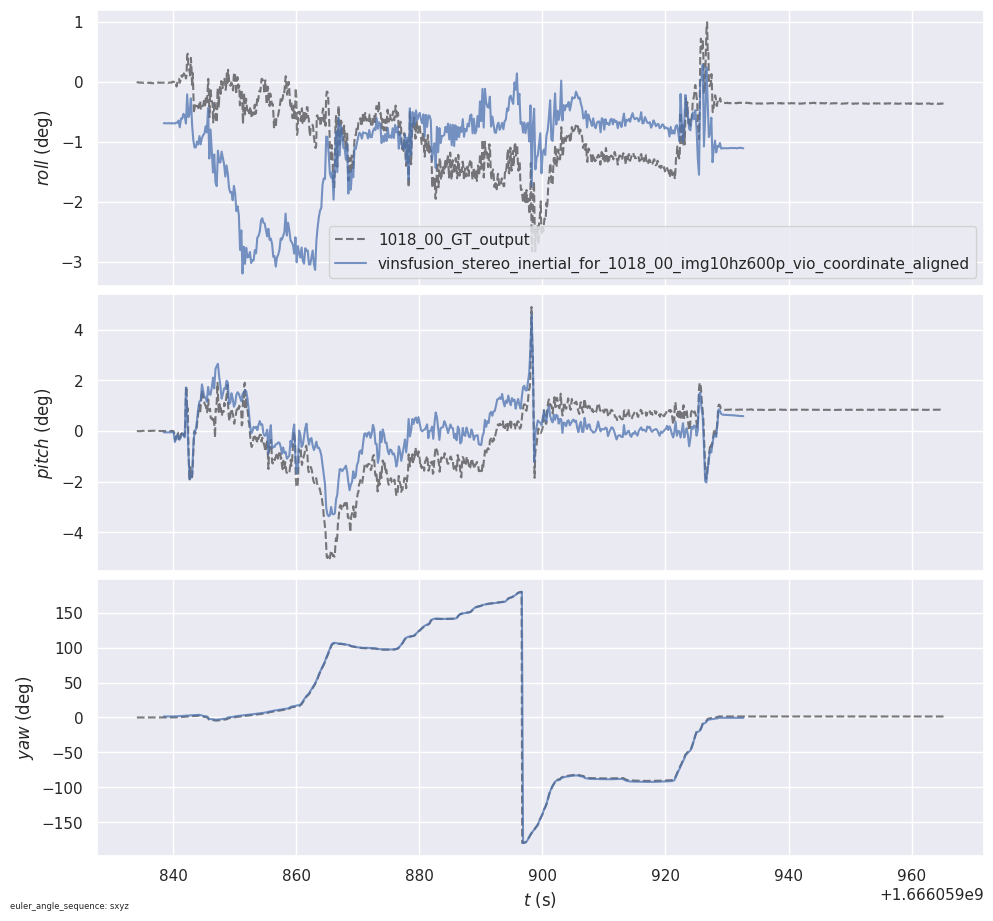 1
0
−1
−2
−3
roll (deg)
1018_00_GT_output
vinsfusion_stereo_inertial_for_1018_00_img10hz600p_vio_coordinate_aligned
4
2
0
−2
−4
pitch (deg)
150
100
50
0
−50
−100
−150
yaw (deg)
840 860 880 900 920 940 960
+1.666059e9
t (s)
euler_angle_sequence: sxyz